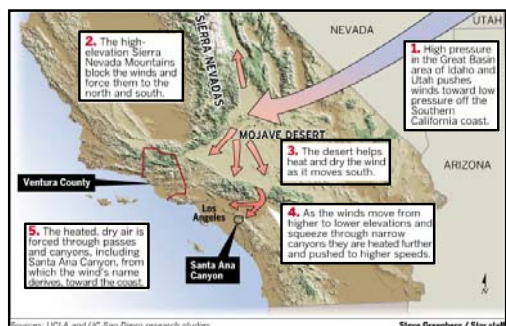 NEVADA
UTAH
SIERRA NEVADAS
2. The high-
elevation Sierra
Nevada Mountains
block the winds and
force them to the
north and south.
1. High pressure
in the Great Basin
area of Idaho and
Utah pushes
winds toward low
pressure off the
Southern
California coast.
MOJAVE DESERT
3. The desert helps
heat and dry the wind
as it moves south.
ARIZONA
Ventura County
Los
Angeles
4. As the winds move from
higher to lower elevations and
squeeze through narrow
canyons they are heated further
and pushed to higher speeds.
5. The heated, dry air is
forced through passes
and canyons, including
Santa Ana Canyon, from
which the wind's name
derives, toward the coast.
Santa Ana
Canyon
N
Sources: UCLA and UC San Diego research studies
Steve Greenberg / Star staff